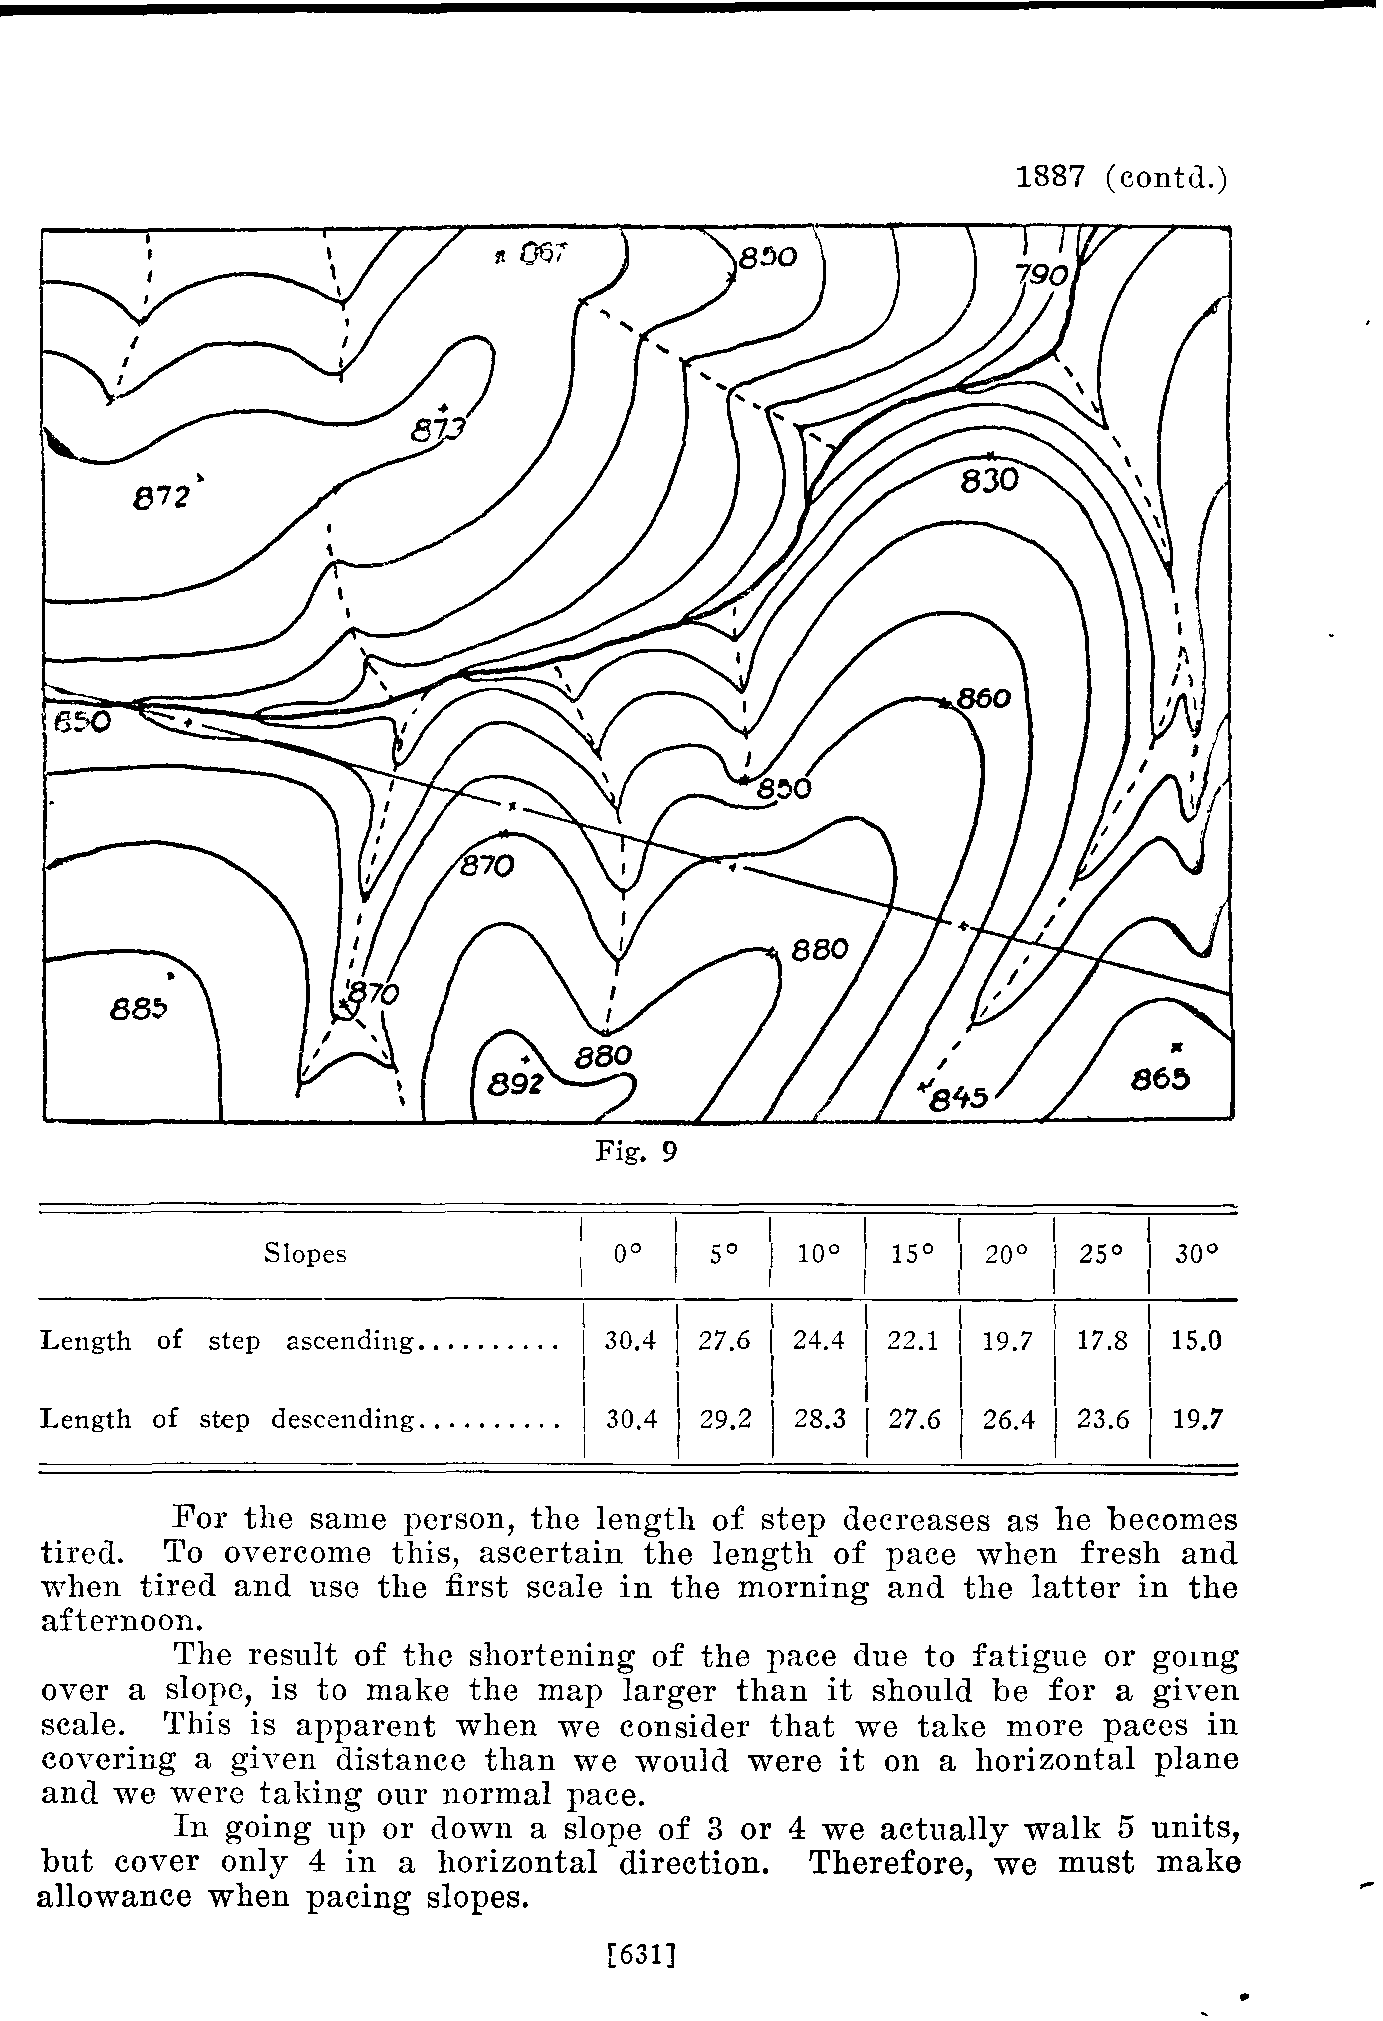 1887 (contd.)
850
790
873
872
830
860
850
870
880
870
885
880
892
845
865
Fig. 9
Slopes 0° 5° 10° 15° 20° 25° 30°
Length of step ascending.......... 30.4 27.6 24.4 22.1 19.7 17.8 15.0
Length of step descending.......... 30.4 29.2 28.3 27.6 26.4 23.6 19.7
For the same person, the length of step decreases as he becomes
tired. To overcome this, ascertain the length of pace when fresh and
when tired and use the first scale in the morning and the latter in the
afternoon.
The result of the shortening of the pace due to fatigue or going
over a slope, is to make the map larger than it should be for a given
scale. This is apparent when we consider that we take more paces in
covering a given distance than we would were it on a horizontal plane
and we were taking our normal pace.
In going up or down a slope of 3 or 4 we actually walk 5 units,
but cover only 4 in a horizontal direction. Therefore, we must make
allowance when pacing slopes.
[631]